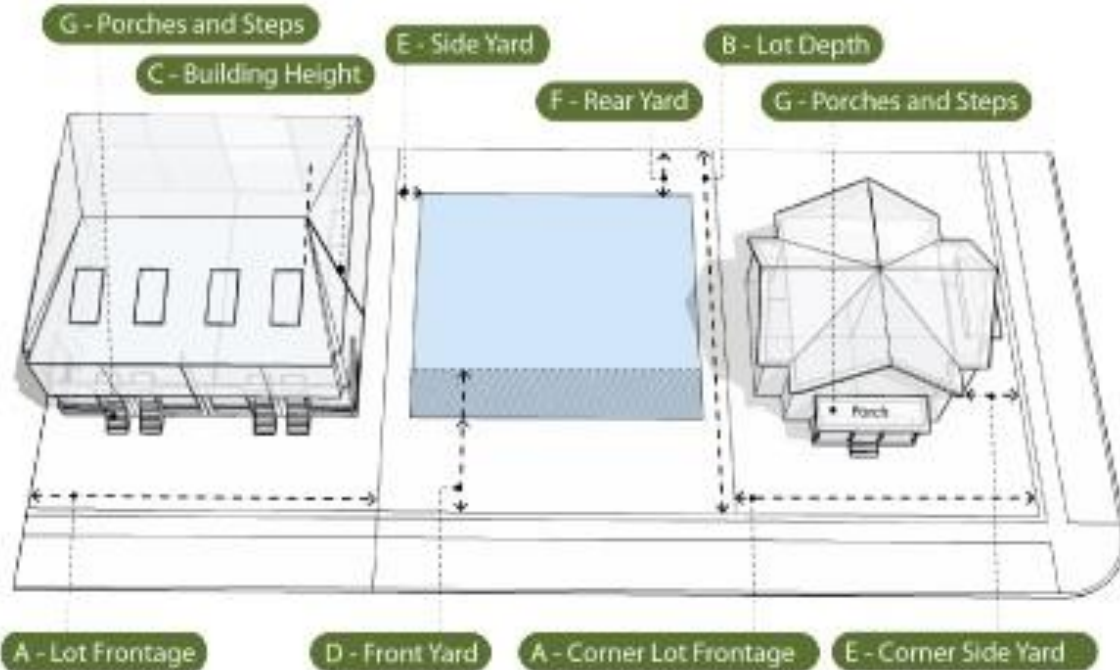 G - Porches and Steps
E - Side Yard
B - Lot Depth
C - Building Height
F - Rear Yard
G - Porches and Steps
Porch
A - Lot Frontage
D - Front Yard
A - Corner Lot Frontage
E - Corner Side Yard